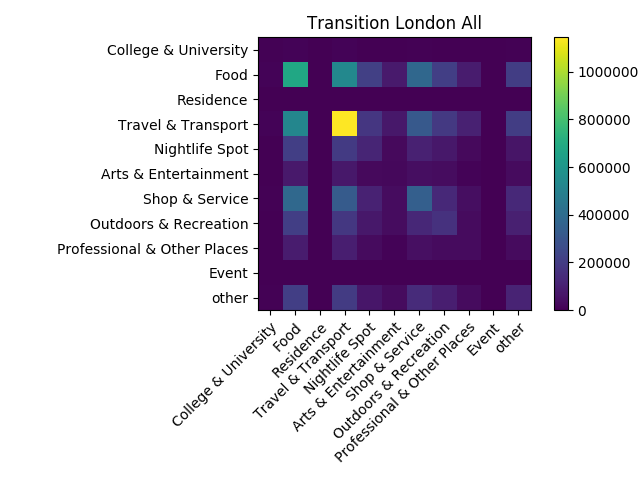 Transition London All
College & University
Food
Residence
Travel & Transport
Nightlife Spot
Arts & Entertainment
Shop & Service
Outdoors & Recreation
Professional & Other Places
Event
other
College & University
Food
Residence
Travel & Transport
Nightlife Spot
Arts & Entertainment
Shop & Service
Outdoors & Recreation
Professional & Other Places
Event
other
1000000
800000
600000
400000
200000
0